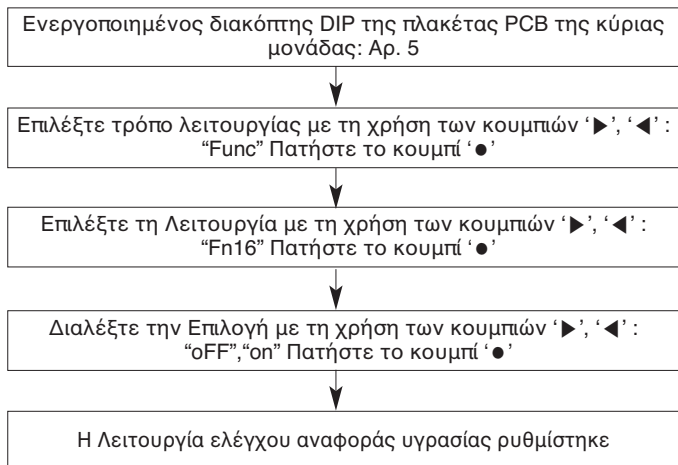 Ενεργοποιημένος διακόπτης DIP της πλακέτας PCB της κύριας
μονάδας: Αρ. 5
Επιλέξτε τρόπο λειτουργίας με τη χρήση των κουμπιών ‘▶’, ‘◀’ :
“Func” Πατήστε το κουμπί ‘●’
Επιλέξτε τη Λειτουργία με τη χρήση των κουμπιών ‘▶’, ‘◀’ :
“Fn16” Πατήστε το κουμπί ‘●’
Διαλέξτε την Επιλογή με τη χρήση των κουμπιών ‘▶’, ‘◀’ :
“oFF”,“on” Πατήστε το κουμπί ‘●’
Η Λειτουργία ελέγχου αναφοράς υγρασίας ρυθμίστηκε